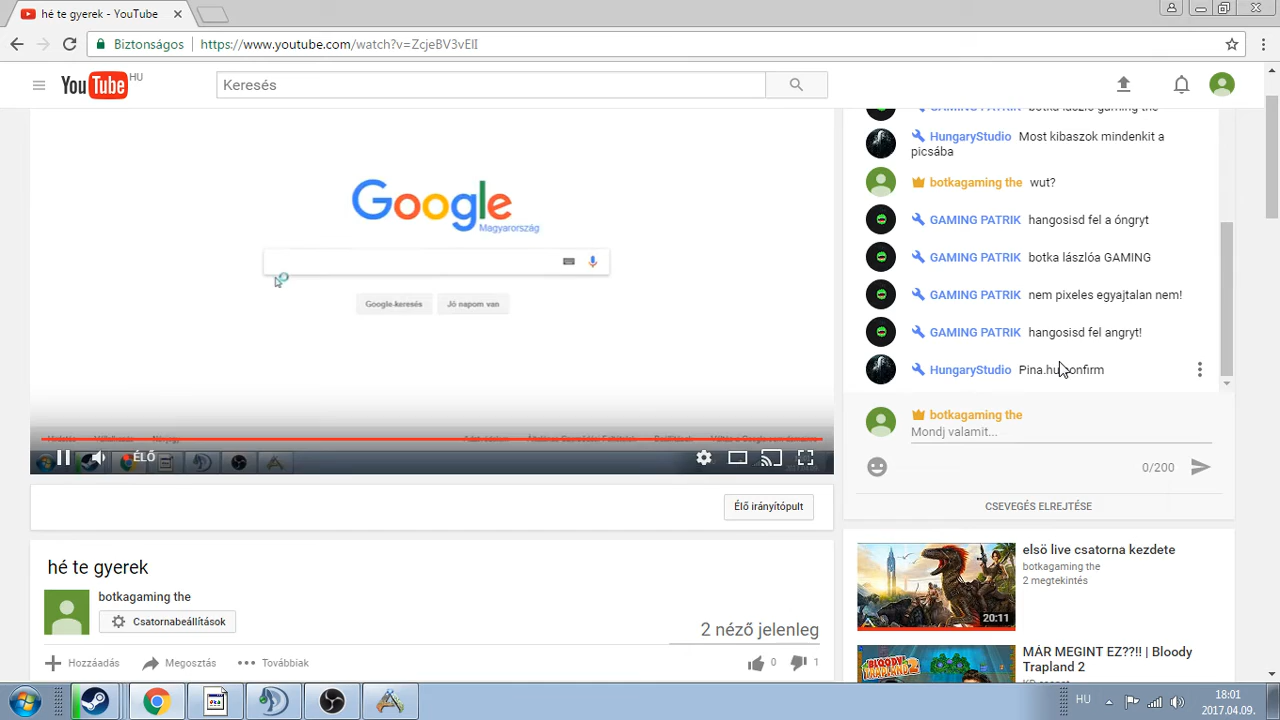 hé te gyerek - YouTube
Biztonságos
https://www.youtube.com/watch?v=ZcjeBV3vEII
YouTube HU
Keresés
Google
Magyarország
Google-keresés
Jó napom van
ÉLŐ
HungaryStudio Most kibaszok mindenkit a
picsába
botkagaming the wut?
GAMING PATRIK hangosisd fel a óngryt
GAMING PATRIK botka lászlóa GAMING
GAMING PATRIK nem pixeles egyajtalan nem!
GAMING PATRIK hangosisd fel angryt!
HungaryStudio Pina.hu confirm
botkagaming the
Mondj valamit...
0/200
CSEVEGÉS ELREJTÉSE
Élő irányítópult
hé te gyerek
botkagaming the
Csatornabeállítások
2 néző jelenleg
Hozzáadás
Megosztás
Továbbiak
0
1
elsö live csatorna kezdete
botkagaming the
2 megtekintés
20:11
MÁR MEGINT EZ??!! | Bloody
Trapland 2
BLOODY
TRAPLAND 2
HU
18:01
2017.04.09.